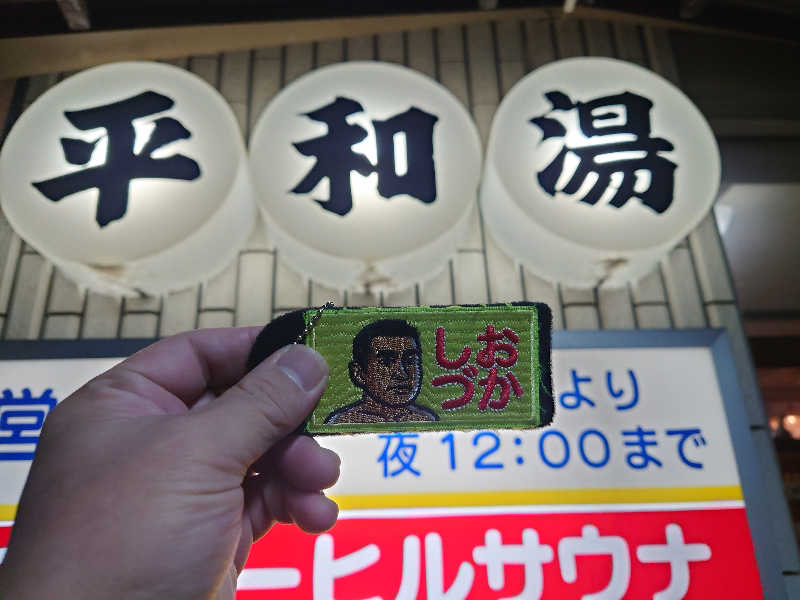 平和湯
おか
しづ
営
より
夜12:00まで
ーヒルサウナ